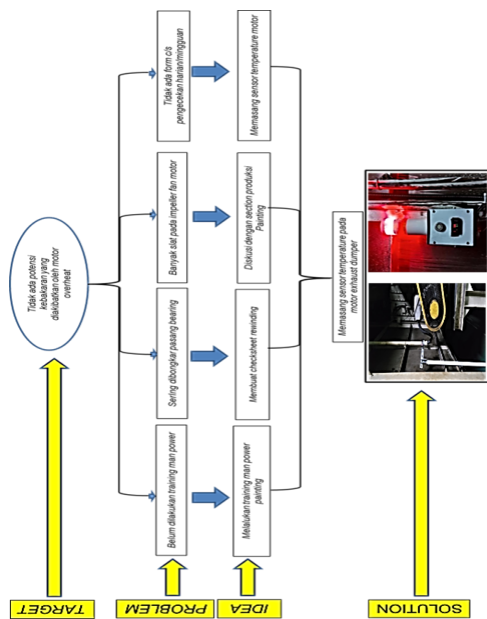 TARGET
Tidak ada potensi
kebakaran yang
diakibatkan oleh motor
overheat
PROBLEM
Belum dilakukan training man power
Sering dibongkar pasang bearing
Banyak slat pada impeller fan motor
Tidak ada form c/s
pengecekan harian/mingguan
IDEA
Melalukan training man power
painting
Membuat checksheet rewinding
Diskusi dengan section produksi
Painting
Memasang sensor temperature motor
SOLUTION
Memasang sensor temperature pada
motor exhaust dumper